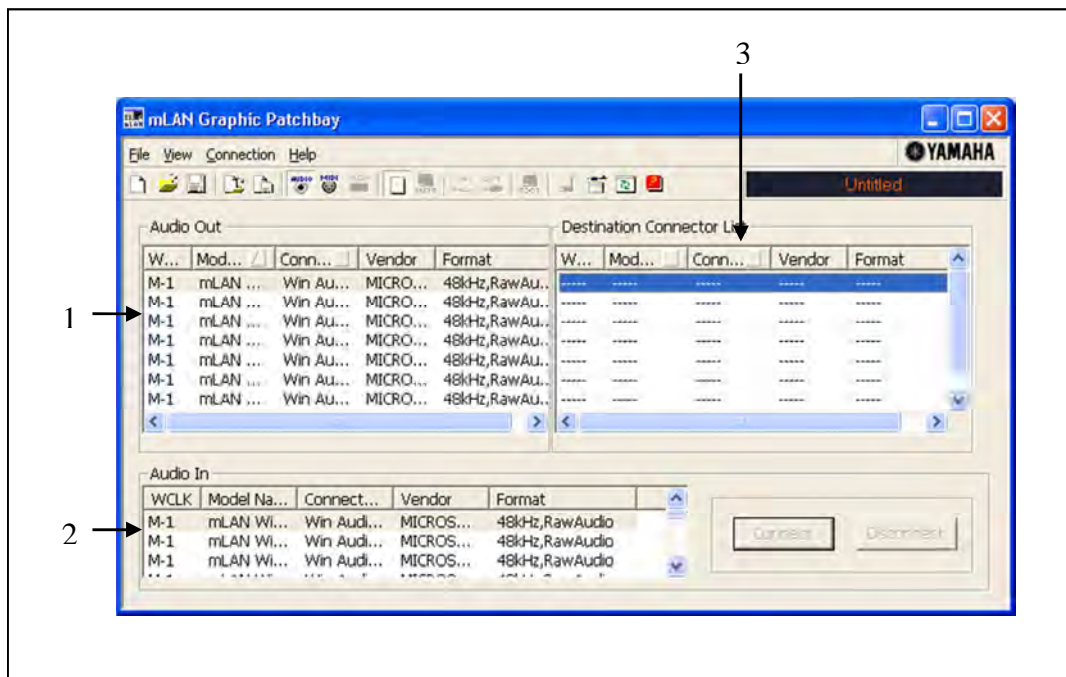 3
mLAN Graphic Patchbay
File View Connection Help
YAMAHA
AUDIO MIDI
Untitled
Audio Out
W... Mod... Conn... Vendor Format
M-1 mLAN ... Win Au... MICRO... 48kHz,RawAu..
M-1 mLAN ... Win Au... MICRO... 48kHz,RawAu..
M-1 mLAN ... Win Au... MICRO... 48kHz,RawAu..
M-1 mLAN ... Win Au... MICRO... 48kHz,RawAu..
M-1 mLAN ... Win Au... MICRO... 48kHz,RawAu..
M-1 mLAN ... Win Au... MICRO... 48kHz,RawAu..
M-1 mLAN ... Win Au... MICRO... 48kHz,RawAu..
1
Destination Connector List
W... Mod... Conn... Vendor Format
----- ----- ----- ----- -----
----- ----- ----- ----- -----
----- ----- ----- ----- -----
----- ----- ----- ----- -----
----- ----- ----- ----- -----
----- ----- ----- ----- -----
----- ----- ----- ----- -----
Audio In
WCLK Model Na... Connect... Vendor Format
M-1 mLAN Wi... Win Audi... MICROS... 48kHz,RawAudio
M-1 mLAN Wi... Win Audi... MICROS... 48kHz,RawAudio
M-1 mLAN Wi... Win Audi... MICROS... 48kHz,RawAudio
2
Connect Disconnect